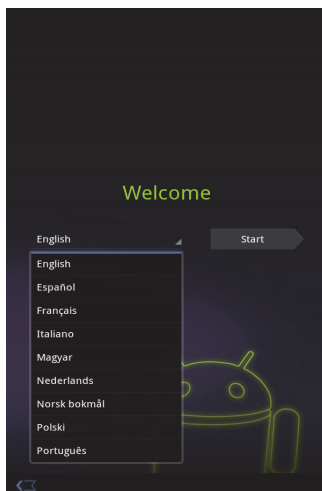 Welcome
English
Start
English
Español
Français
Italiano
Magyar
Nederlands
Norsk bokmål
Polski
Português